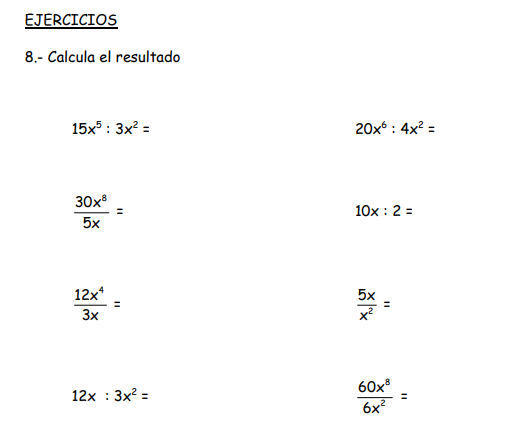 EJERCICIOS
8.- Calcula el resultado
15x⁵ : 3x² =
20x⁶ : 4x² =
30x⁸
5x
=
10x : 2 =
12x⁴
3x
=
5x
x²
=
12x : 3x² =
60x⁸
6x²
=